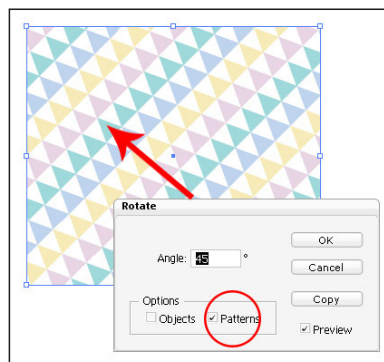 Rotate
Angle: 45 °
OK
Cancel
Options
Objects Patterns
Copy
Preview